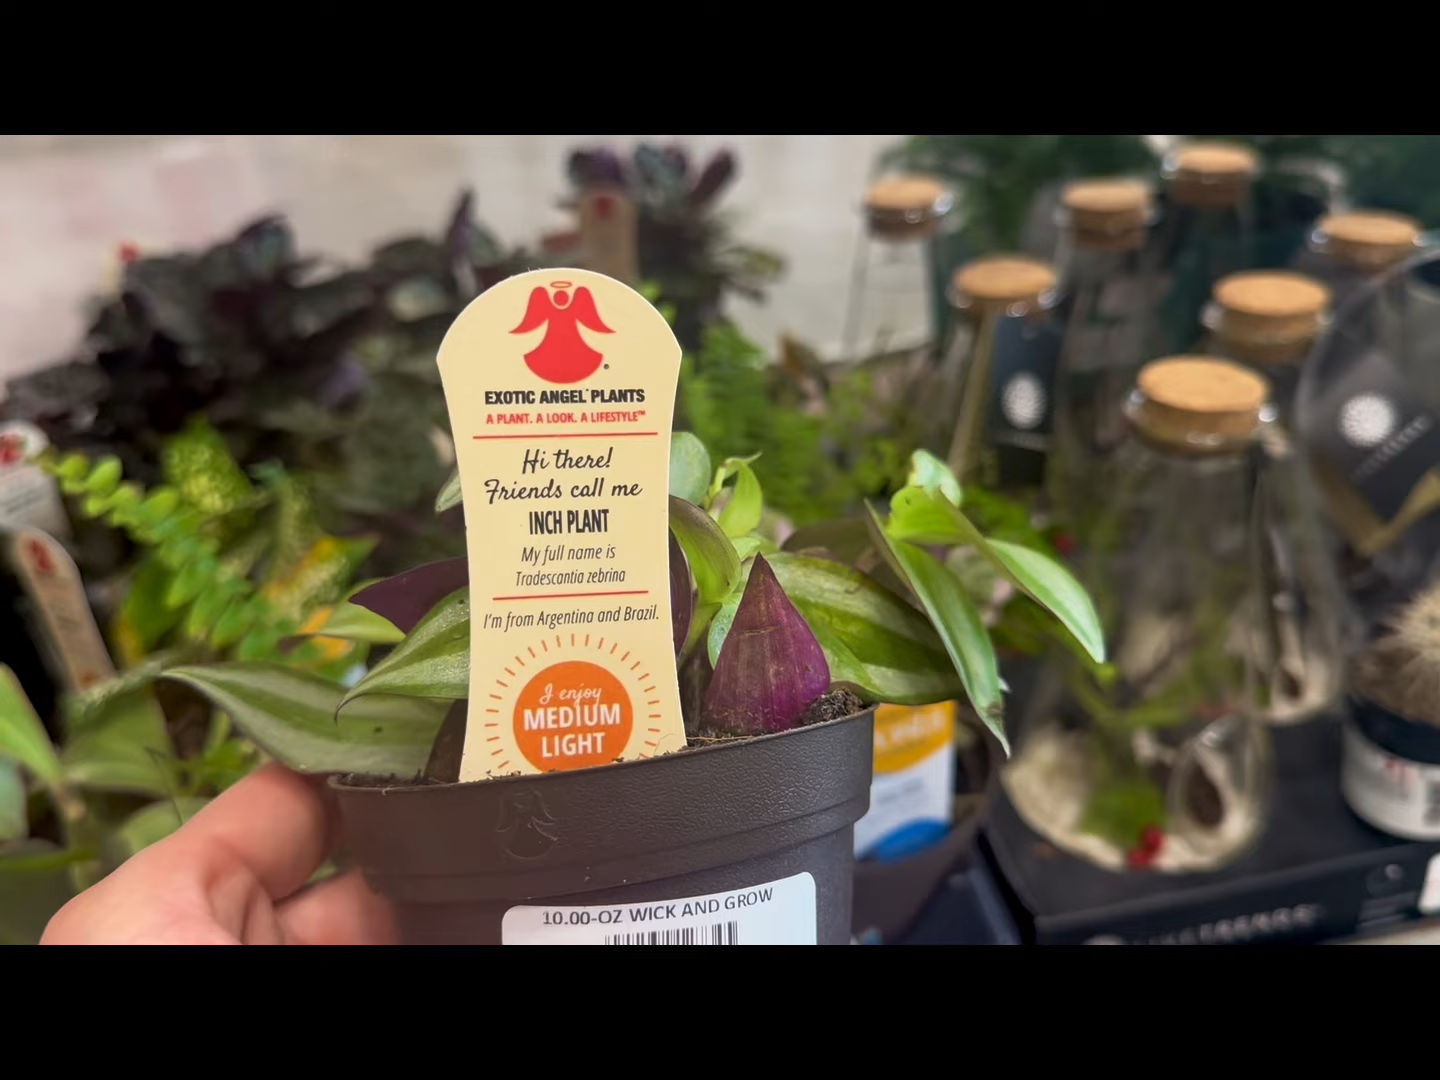 EXOTIC ANGEL PLANTS
A PLANT. A LOOK. A LIFESTYLE™
Hi there!
Friends call me
INCH PLANT
My full name is
Tradescantia zebrina
I'm from Argentina and Brazil.
I enjoy
MEDIUM
LIGHT
10.00-OZ WICK AND GROW